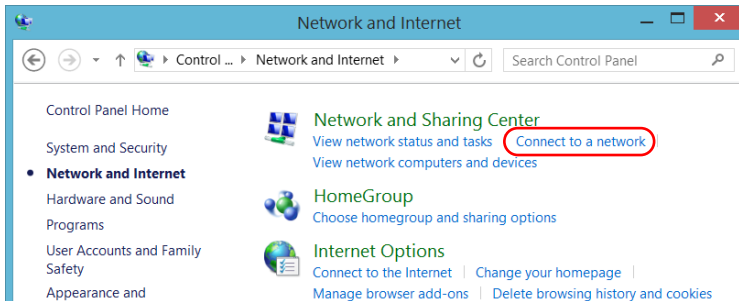 Network and Internet
Control ... Network and Internet
Search Control Panel
Control Panel Home
System and Security
Network and Internet
Hardware and Sound
Programs
User Accounts and Family
Safety
Appearance and
Network and Sharing Center
View network status and tasks Connect to a network
View network computers and devices
HomeGroup
Choose homegroup and sharing options
Internet Options
Connect to the Internet Change your homepage
Manage browser add-ons Delete browsing history and cookies